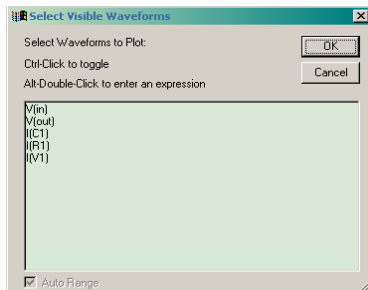 Select Visible Waveforms
Select Waveforms to Plot:
OK
Ctrl-Click to toggle
Cancel
Alt-Double-Click to enter an expression
V(in)
V(out)
I(C1)
I(R1)
I(V1)
Auto Range